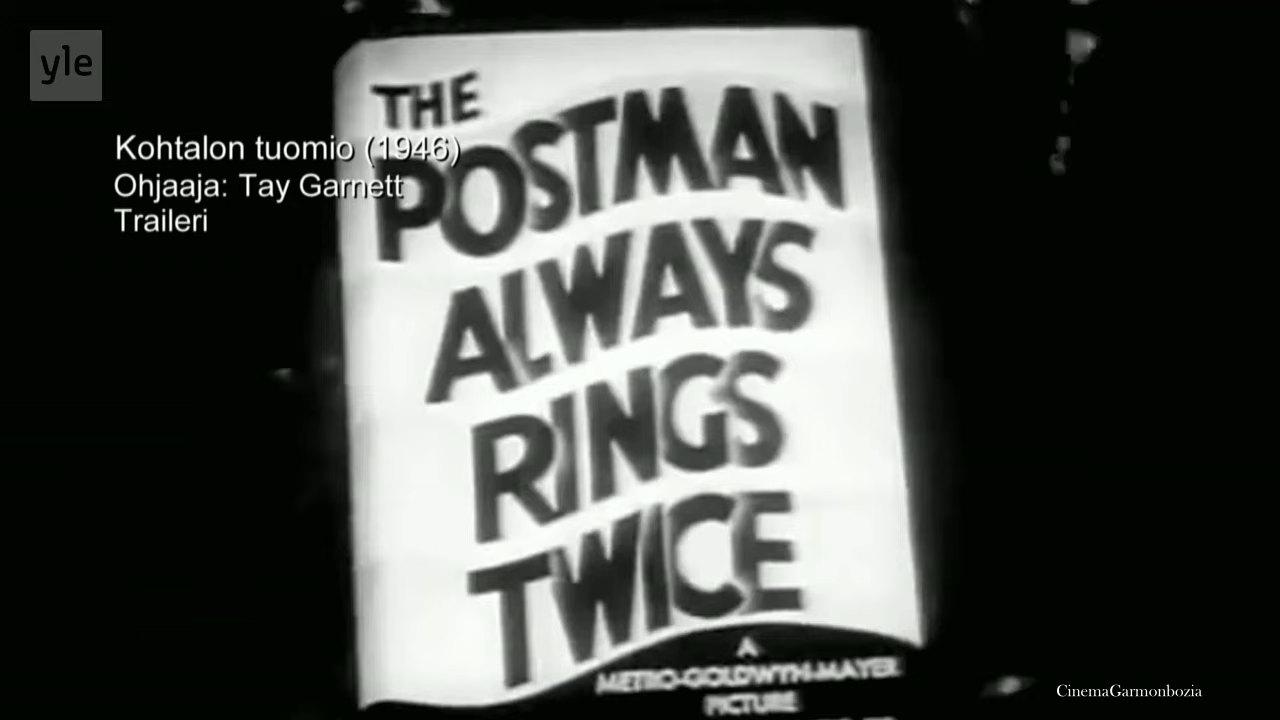 yle
Kohtalon tuomio (1946)
Ohjaaja: Tay Garnett
Traileri
THE
POSTMAN
ALWAYS
RINGS
TWICE
A
METRO-GOLDWYN-MAYER
PICTURE
CinemaGarmonbozia